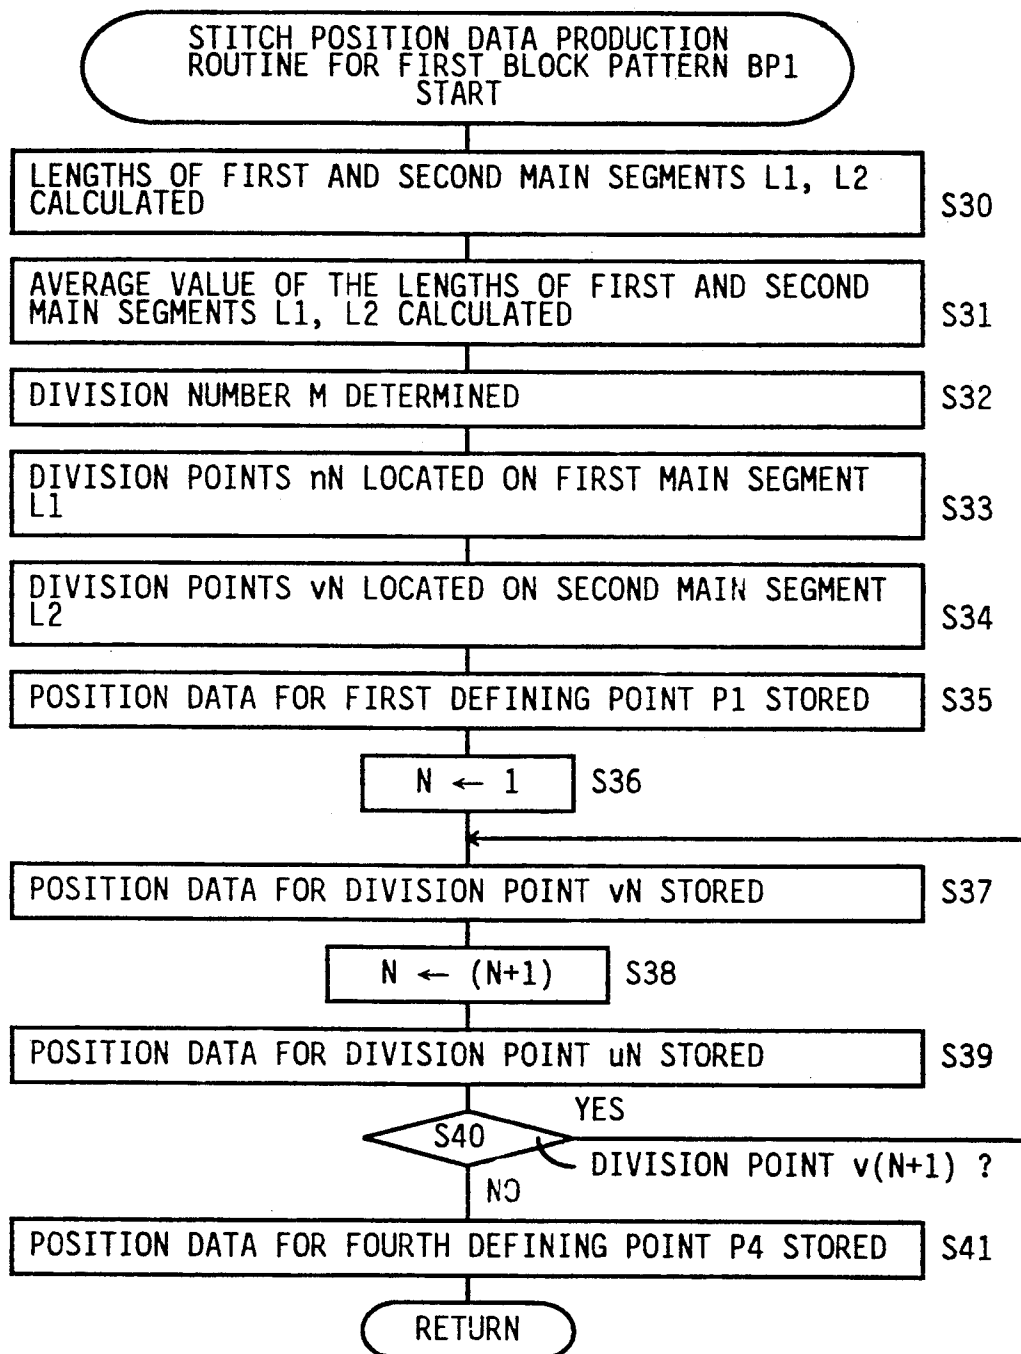 STITCH POSITION DATA PRODUCTION
ROUTINE FOR FIRST BLOCK PATTERN BP1
START
LENGTHS OF FIRST AND SECOND MAIN SEGMENTS L1, L2
CALCULATED
S30
AVERAGE VALUE OF THE LENGTHS OF FIRST AND SECOND
MAIN SEGMENTS L1, L2 CALCULATED
S31
DIVISION NUMBER M DETERMINED
S32
DIVISION POINTS nN LOCATED ON FIRST MAIN SEGMENT
L1
S33
DIVISION POINTS vN LOCATED ON SECOND MAIN SEGMENT
L2
S34
POSITION DATA FOR FIRST DEFINING POINT P1 STORED
S35
N ← 1
S36
POSITION DATA FOR DIVISION POINT vN STORED
S37
N ← (N+1)
S38
POSITION DATA FOR DIVISION POINT uN STORED
S39
YES
S40
DIVISION POINT v(N+1) ?
NO
POSITION DATA FOR FOURTH DEFINING POINT P4 STORED
S41
RETURN